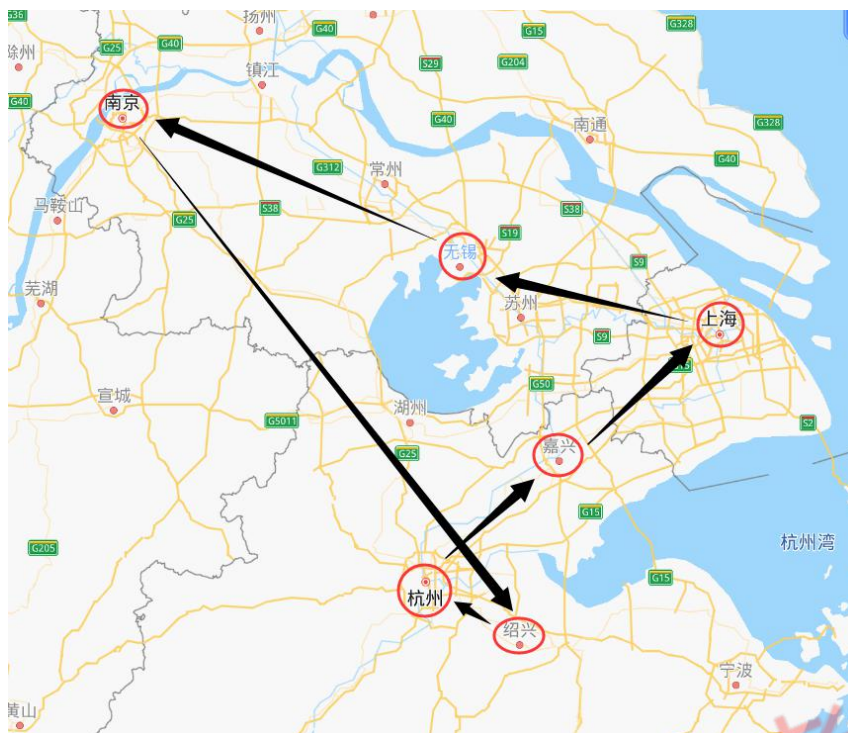 G36
扬州
G40
G15
G328
滁州
G25
G40
镇江
S29
G204
G40
南京
G40
南通
G328
G312
常州
G40
马鞍山
G25
S38
S38
S19
无锡
S9
芜湖
苏州
上海
S9
G15
宣城
G50
湖州
G5011
S2
嘉兴
G25
G15
杭州湾
G205
G15
杭州
绍兴
宁波
黄山